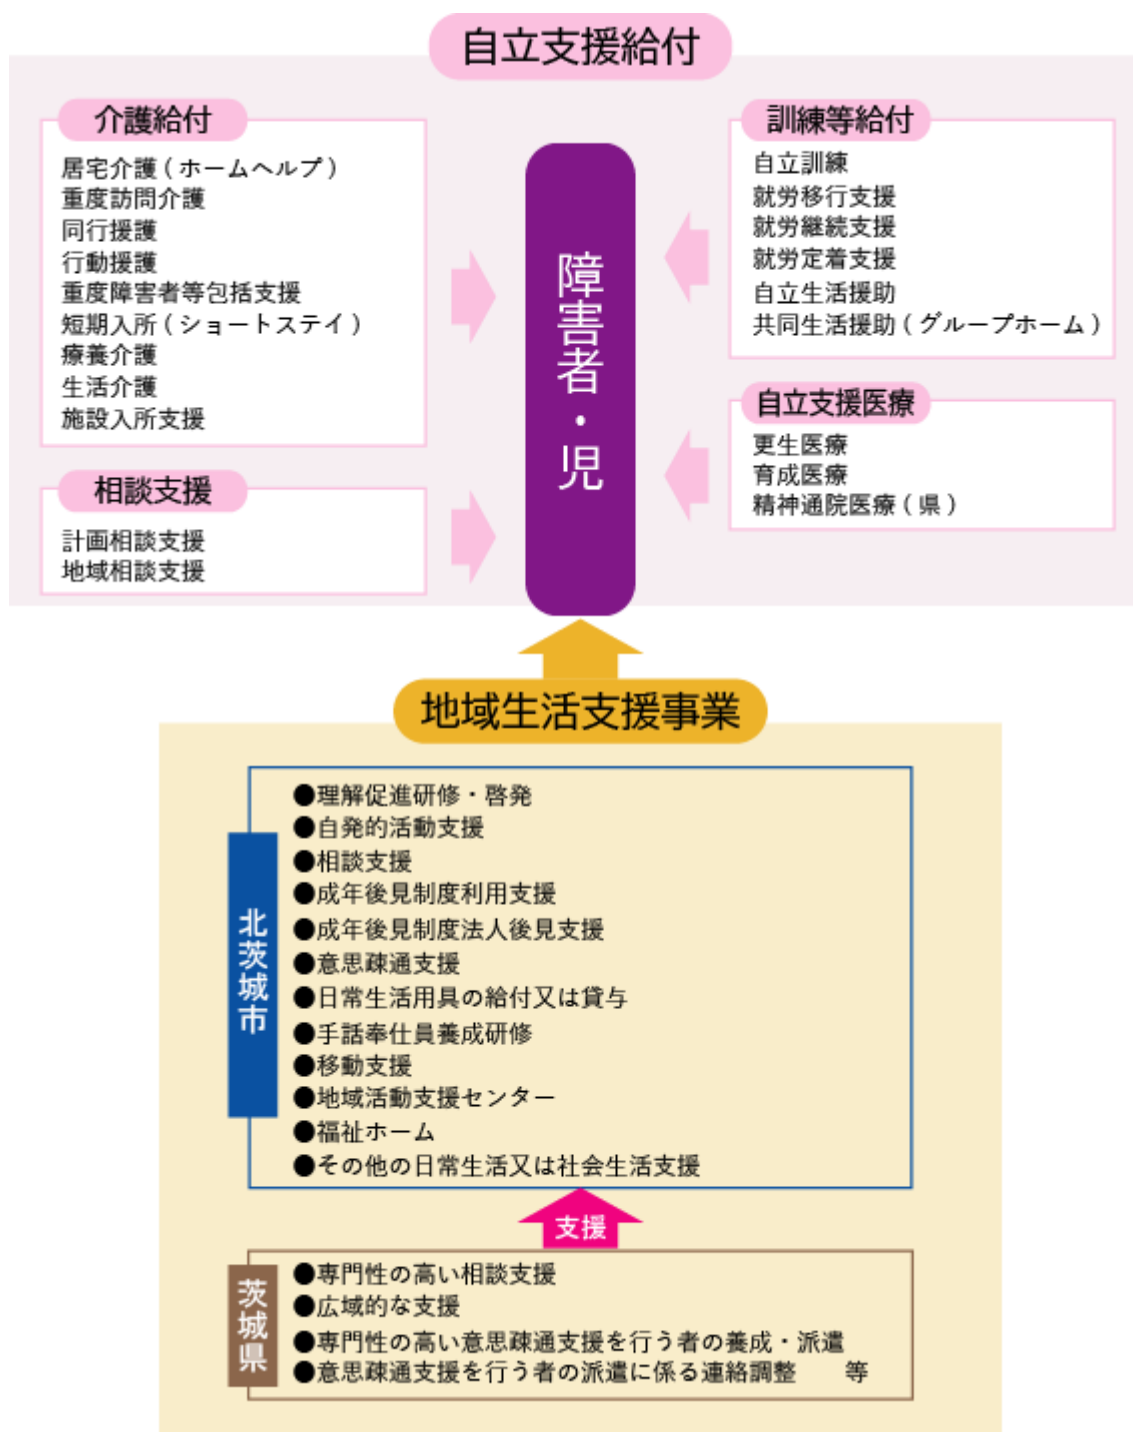 自立支援給付
介護給付
居宅介護(ホームヘルプ)
重度訪問介護
同行援護
行動援護
重度障害者等包括支援
短期入所(ショートステイ)
療養介護
生活介護
施設入所支援
相談支援
計画相談支援
地域相談支援
障害者・児
訓練等給付
自立訓練
就労移行支援
就労継続支援
就労定着支援
自立生活援助
共同生活援助(グループホーム)
自立支援医療
更生医療
育成医療
精神通院医療(県)
地域生活支援事業
北茨城市
●理解促進研修・啓発
●自発的活動支援
●相談支援
●成年後見制度利用支援
●成年後見制度法人後見支援
●意思疎通支援
●日常生活用具の給付又は貸与
●手話奉仕員養成研修
●移動支援
●地域活動支援センター
●福祉ホーム
●その他の日常生活又は社会生活支援
支援
茨城県
●専門性の高い相談支援
●広域的な支援
●専門性の高い意思疎通支援を行う者の養成・派遣
●意思疎通支援を行う者の派遣に係る連絡調整　　等